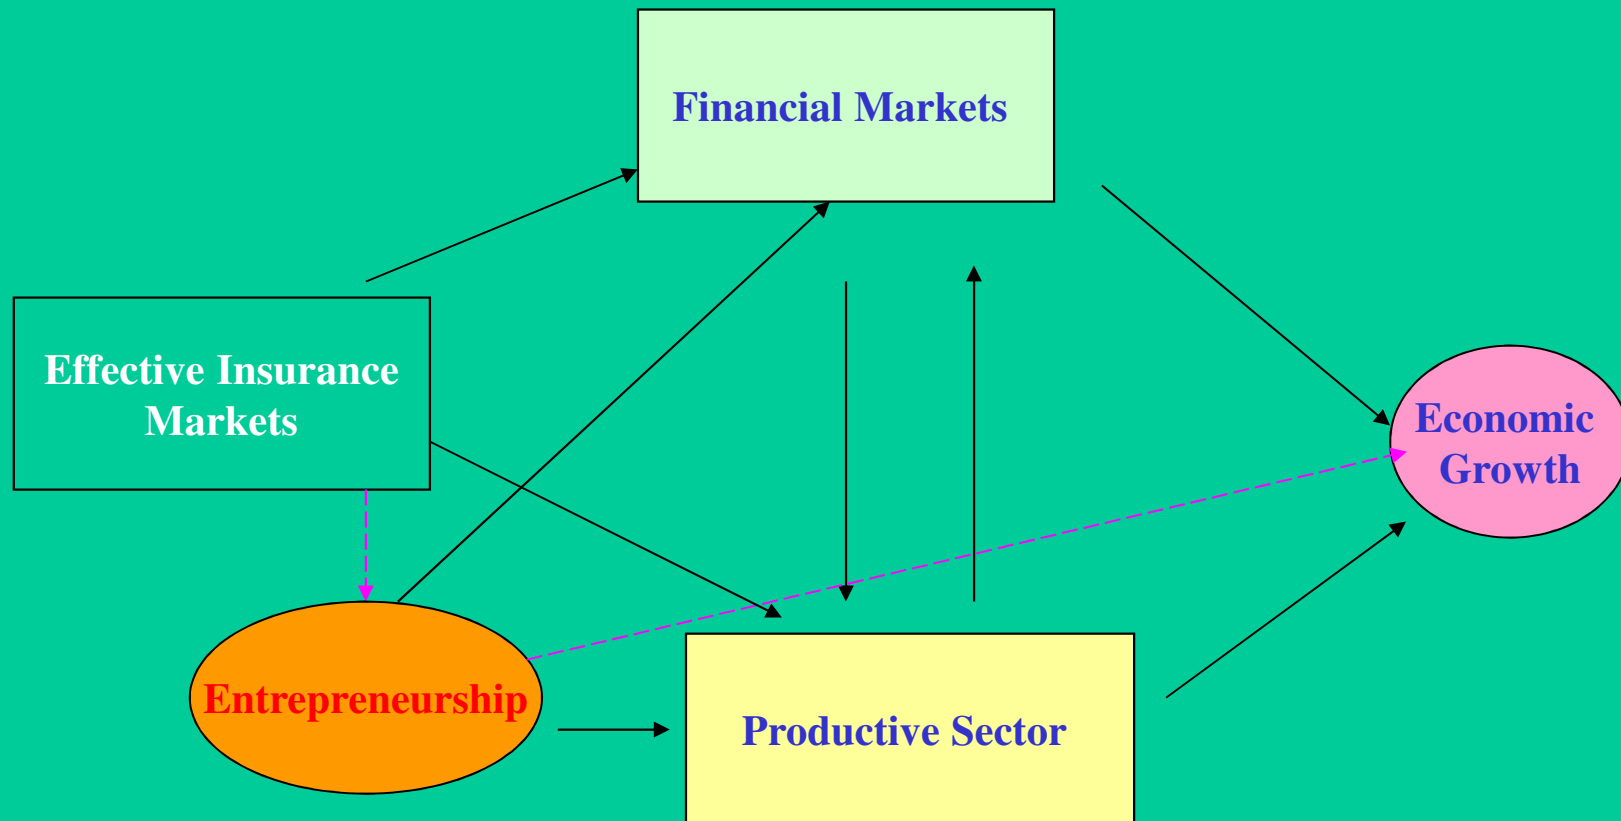 Financial Markets
Effective Insurance
Markets
Economic
Growth
Entrepreneurship
Productive Sector